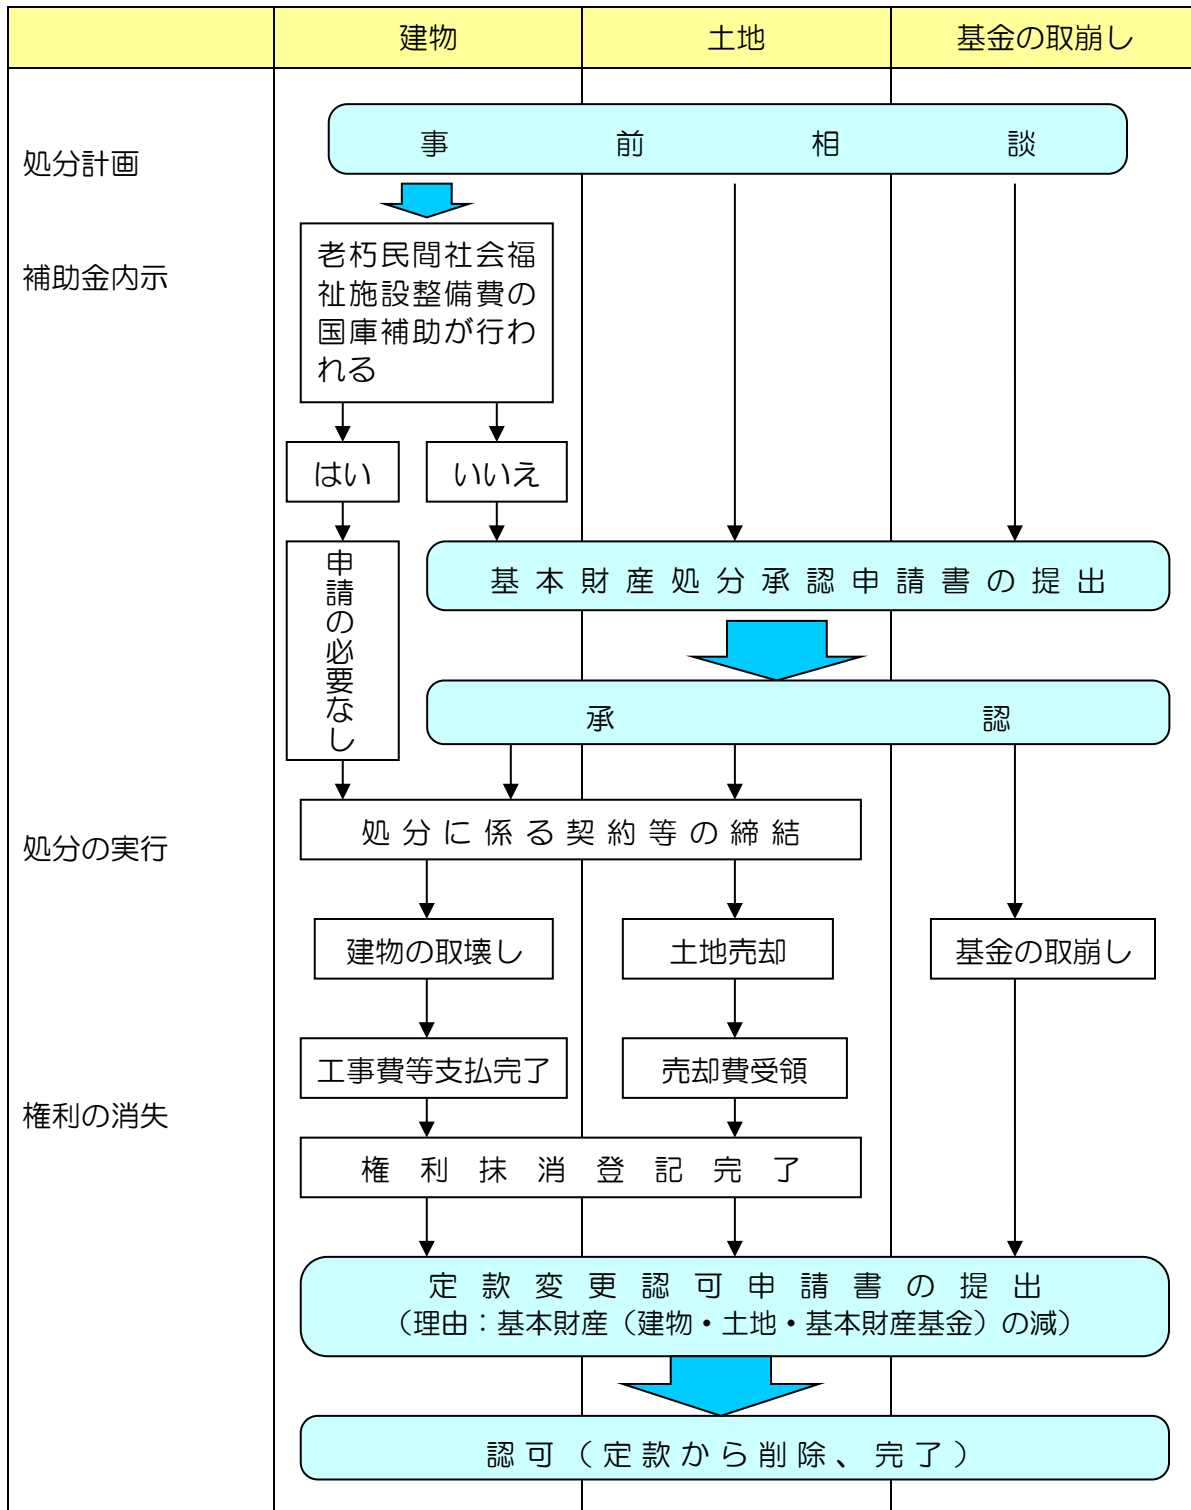 建物 土地 基金の取崩し
処分計画
事前相談
補助金内示
老朽民間社会福
祉施設整備費の
国庫補助が行わ
れる
はい いいえ
申請の必要なし
基本財産処分承認申請書の提出
承認
処分の実行
処分に係る契約等の締結
建物の取壊し 土地売却 基金の取崩し
工事費等支払完了 売却費受領
権利の消失
権利抹消登記完了
定款変更認可申請書の提出
（理由：基本財産（建物・土地・基本財産基金）の減）
認可（定款から削除、完了）